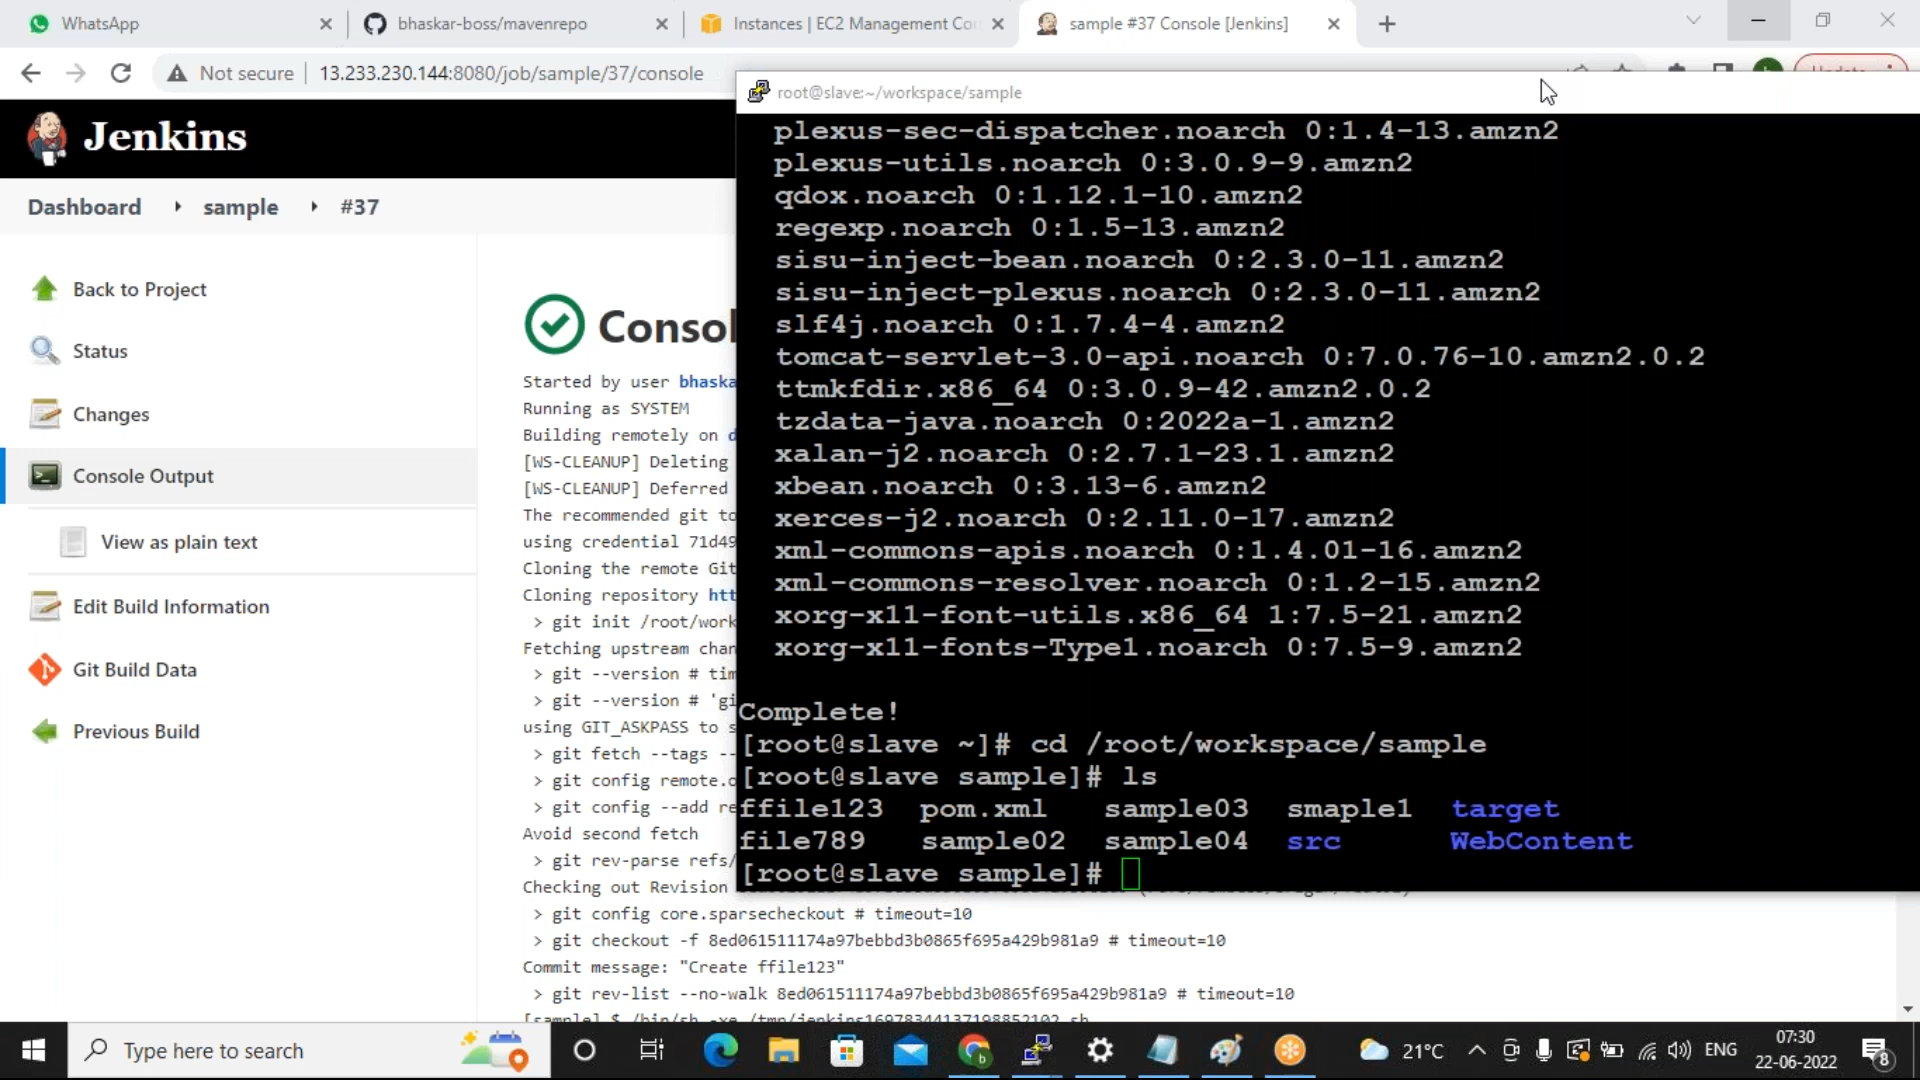 WhatsApp
bhaskar-boss/mavenrepo
Instances | EC2 Management Co
sample #37 Console [Jenkins]
Not secure
13.233.230.144:8080/job/sample/37/console
root@slave:~/workspace/sample
Jenkins
Dashboard
sample
#37
Back to Project
Status
Changes
Console Output
View as plain text
Edit Build Information
Git Build Data
Previous Build
Consol
Started by user bhaska
Running as SYSTEM
Building remotely on d
[WS-CLEANUP] Deleting
[WS-CLEANUP] Deferred
The recommended git to
using credential 71d49
Cloning the remote Git
Cloning repository htt
> git init /root/work
Fetching upstream chan
> git --version # tim
> git --version # 'gi
using GIT_ASKPASS to s
> git fetch --tags --
> git config remote.o
> git config --add re
Avoid second fetch
> git rev-parse refs/
Checking out Revision
> git config core.sparsecheckout # timeout=10
> git checkout -f 8ed061511174a97bebbd3b0865f695a429b981a9 # timeout=10
Commit message: "Create ffile123"
> git rev-list --no-walk 8ed061511174a97bebbd3b0865f695a429b981a9 # timeout=10
[sample] $ /bin/sh -xe /tmp/jenkins16978344137198852102.sh
plexus-sec-dispatcher.noarch 0:1.4-13.amzn2
plexus-utils.noarch 0:3.0.9-9.amzn2
qdox.noarch 0:1.12.1-10.amzn2
regexp.noarch 0:1.5-13.amzn2
sisu-inject-bean.noarch 0:2.3.0-11.amzn2
sisu-inject-plexus.noarch 0:2.3.0-11.amzn2
slf4j.noarch 0:1.7.4-4.amzn2
tomcat-servlet-3.0-api.noarch 0:7.0.76-10.amzn2.0.2
ttmkfdir.x86_64 0:3.0.9-42.amzn2.0.2
tzdata-java.noarch 0:2022a-1.amzn2
xalan-j2.noarch 0:2.7.1-23.1.amzn2
xbean.noarch 0:3.13-6.amzn2
xerces-j2.noarch 0:2.11.0-17.amzn2
xml-commons-apis.noarch 0:1.4.01-16.amzn2
xml-commons-resolver.noarch 0:1.2-15.amzn2
xorg-x11-font-utils.x86_64 1:7.5-21.amzn2
xorg-x11-fonts-Type1.noarch 0:7.5-9.amzn2
Complete!
[root@slave ~]# cd /root/workspace/sample
[root@slave sample]# ls
ffile123 pom.xml sample03 smaple1 target
file789 sample02 sample04 src WebContent
[root@slave sample]#
Type here to search
21°C
ENG
07:30
22-06-2022
8